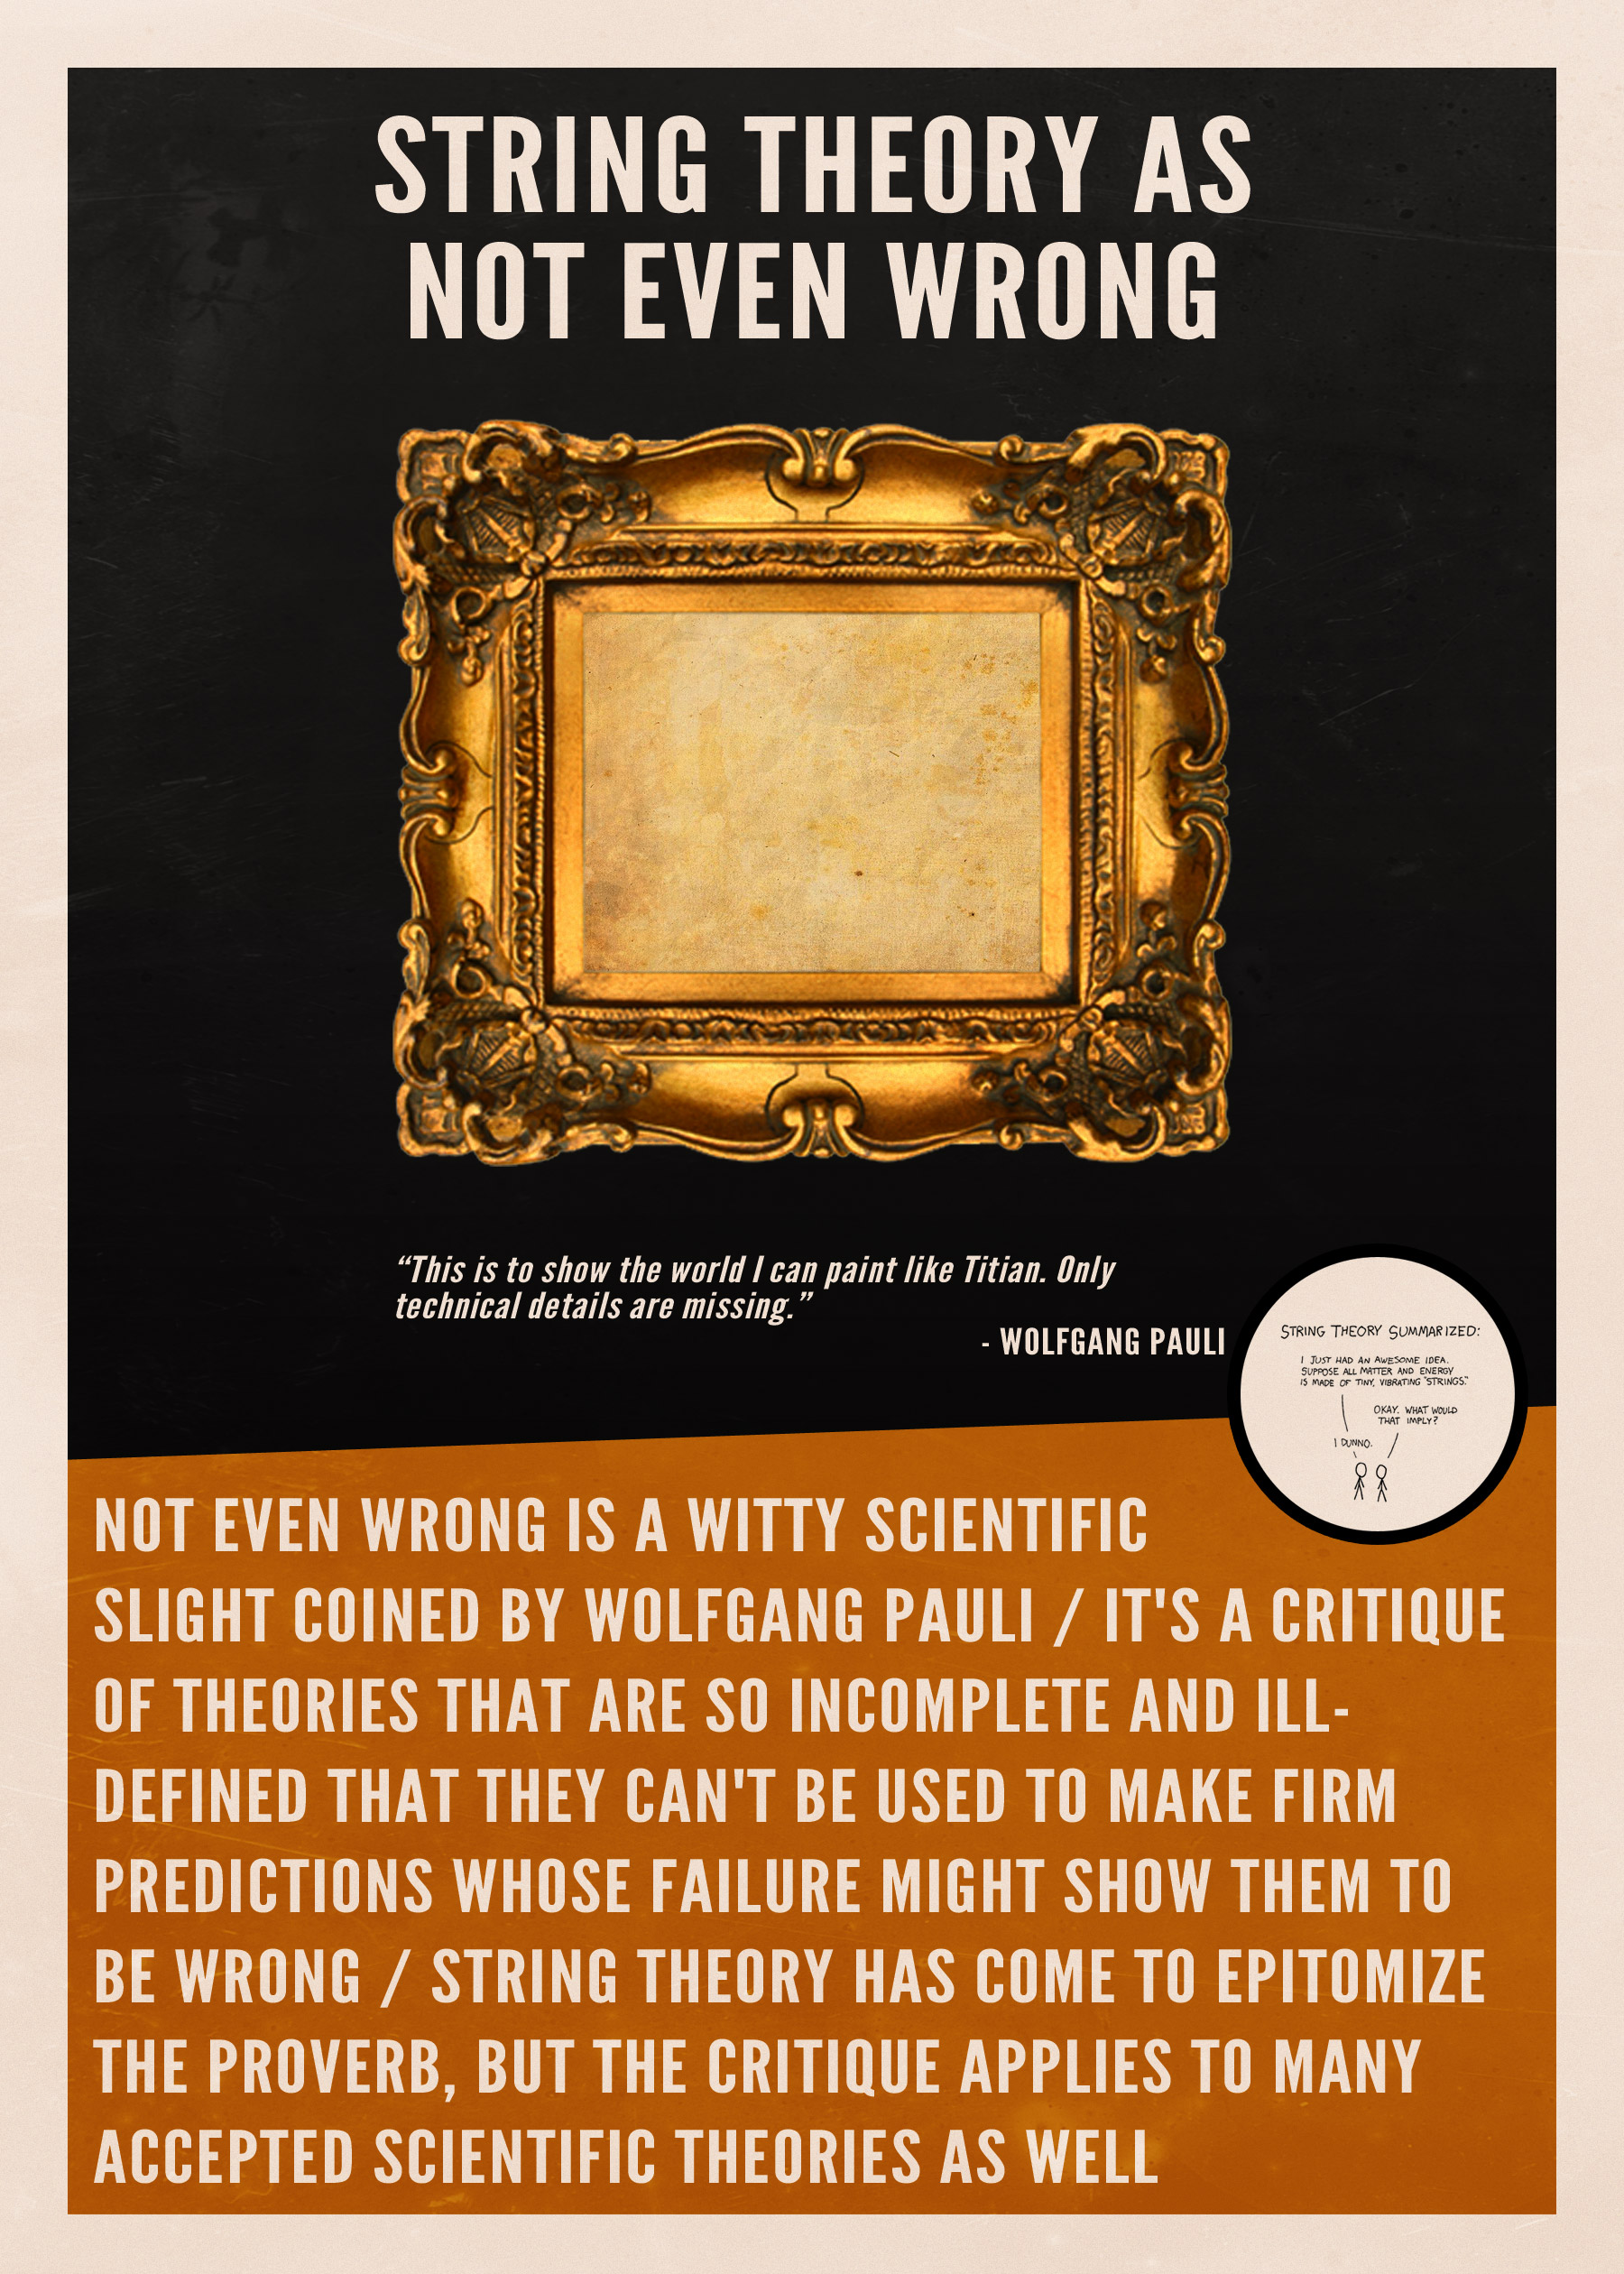 STRING THEORY AS
NOT EVEN WRONG
“This is to show the world I can paint like Titian. Only
technical details are missing.”
- WOLFGANG PAULI
STRING THEORY SUMMARIZED:
I JUST HAD AN AWESOME IDEA.
SUPPOSE ALL MATTER AND ENERGY
IS MADE OF TINY, VIBRATING "STRINGS."
OKAY. WHAT WOULD
THAT IMPLY?
I DUNNO.
NOT EVEN WRONG IS A WITTY SCIENTIFIC
SLIGHT COINED BY WOLFGANG PAULI / IT'S A CRITIQUE
OF THEORIES THAT ARE SO INCOMPLETE AND ILL-
DEFINED THAT THEY CAN'T BE USED TO MAKE FIRM
PREDICTIONS WHOSE FAILURE MIGHT SHOW THEM TO
BE WRONG / STRING THEORY HAS COME TO EPITOMIZE
THE PROVERB, BUT THE CRITIQUE APPLIES TO MANY
ACCEPTED SCIENTIFIC THEORIES AS WELL